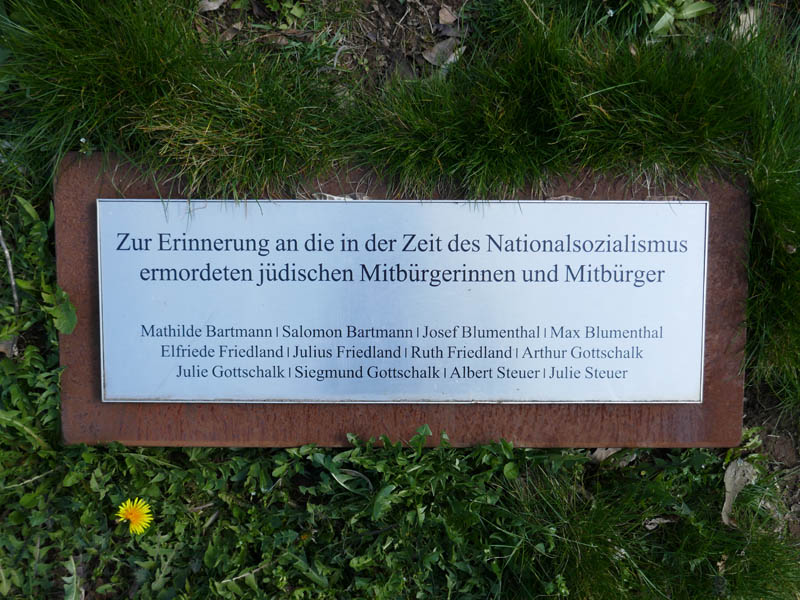 Zur Erinnerung an die in der Zeit des Nationalsozialismus
ermordeten jüdischen Mitbürgerinnen und Mitbürger
Mathilde Bartmann | Salomon Bartmann | Josef Blumenthal | Max Blumenthal
Elfriede Friedland | Julius Friedland | Ruth Friedland | Arthur Gottschalk
Julie Gottschalk | Siegmund Gottschalk | Albert Steuer | Julie Steuer